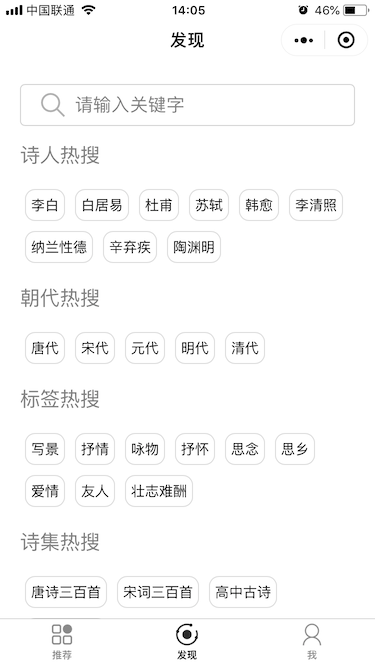 中国联通 14:05 46%
发现
请输入关键字
诗人热搜
李白 白居易 杜甫 苏轼 韩愈 李清照
纳兰性德 辛弃疾 陶渊明
朝代热搜
唐代 宋代 元代 明代 清代
标签热搜
写景 抒情 咏物 抒怀 思念 思乡
爱情 友人 壮志难酬
诗集热搜
唐诗三百首 宋词三百首 高中古诗
推荐 发现 我